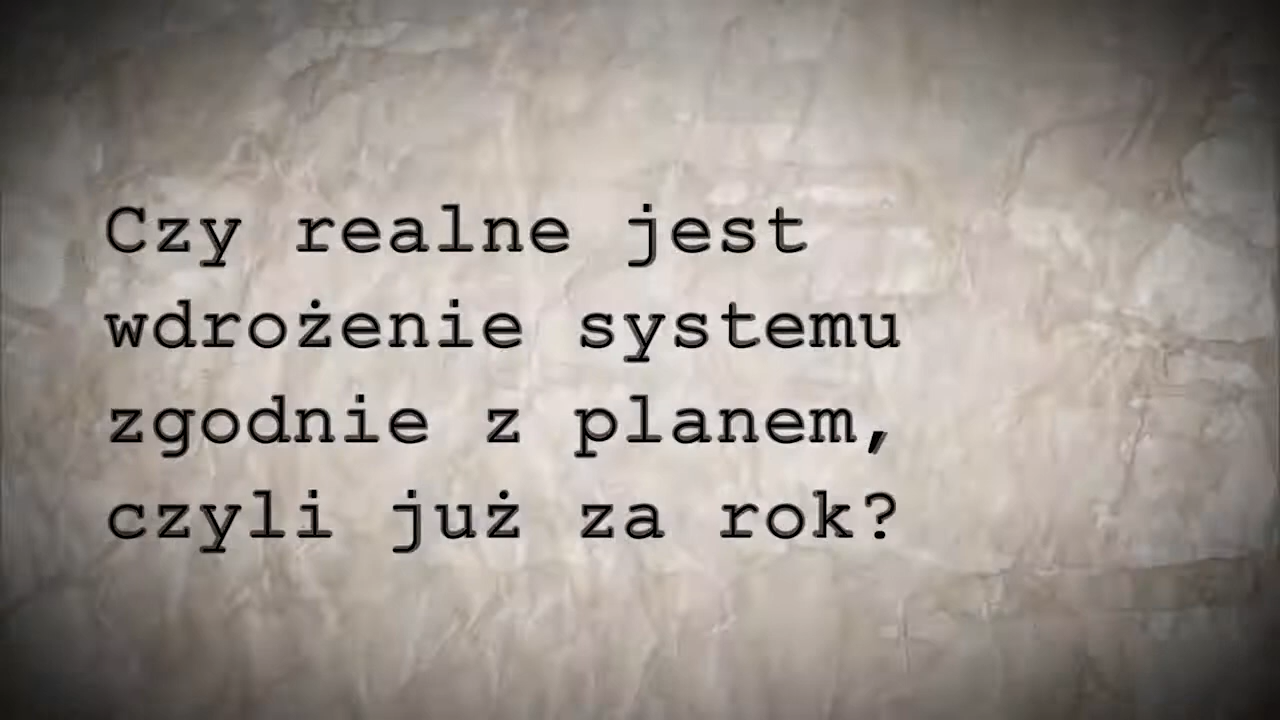 Czy realne jest
wdrożenie systemu
zgodnie z planem,
czyli już za rok?